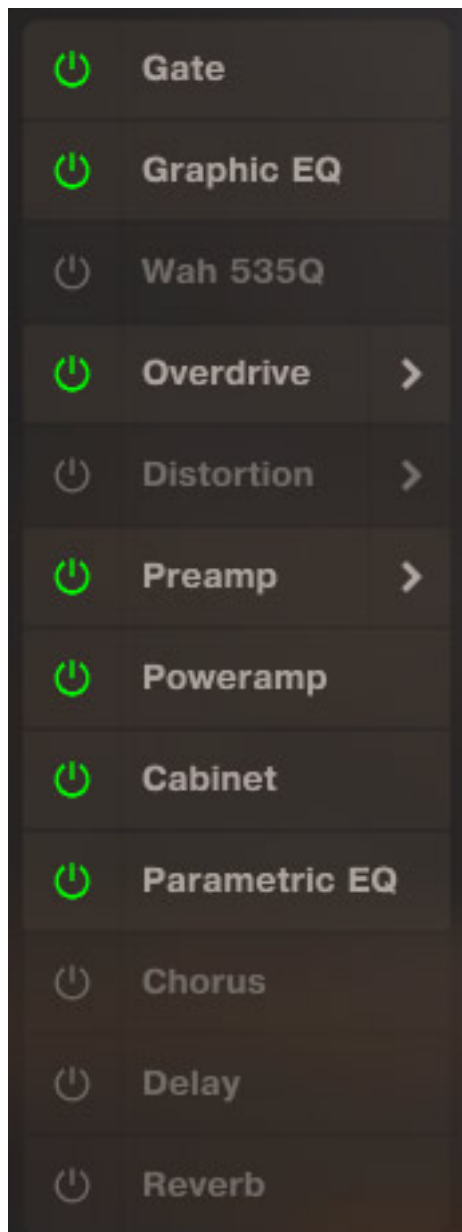 Gate
Graphic EQ
Wah 535Q
Overdrive
Distortion
Preamp
Poweramp
Cabinet
Parametric EQ
Chorus
Delay
Reverb